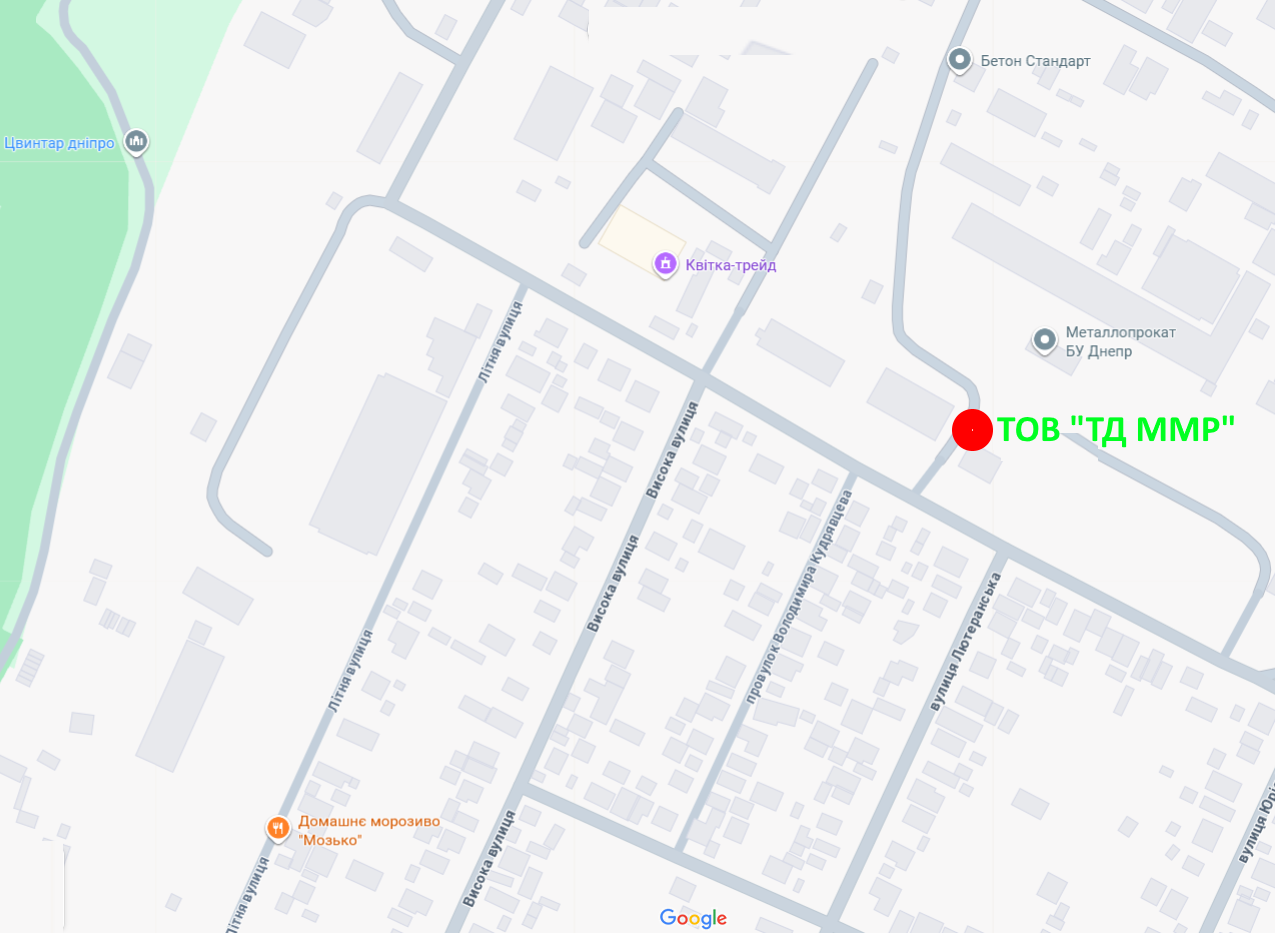 Бетон Стандарт
Цвинтар дніпро
Квітка-трейд
Металлопрокат
БУ Днепр
Літня вулиця
Висока вулиця
ТОВ "ТД ММР"
провулок Володимира Кудрявцева
Висока вулиця
вулиця Лютеранська
Літня вулиця
Домашнє морозиво
"Мозько"
вулиця Юрі
Висока вулиця
Літня вулиця
Google